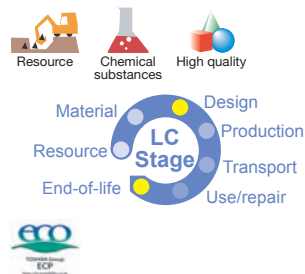 Resource
Chemical
substances
High quality
Design
Material
Production
LC
Stage
Resource
Transport
End-of-life
Use/repair
eco
TOSHIBA Group
ECP